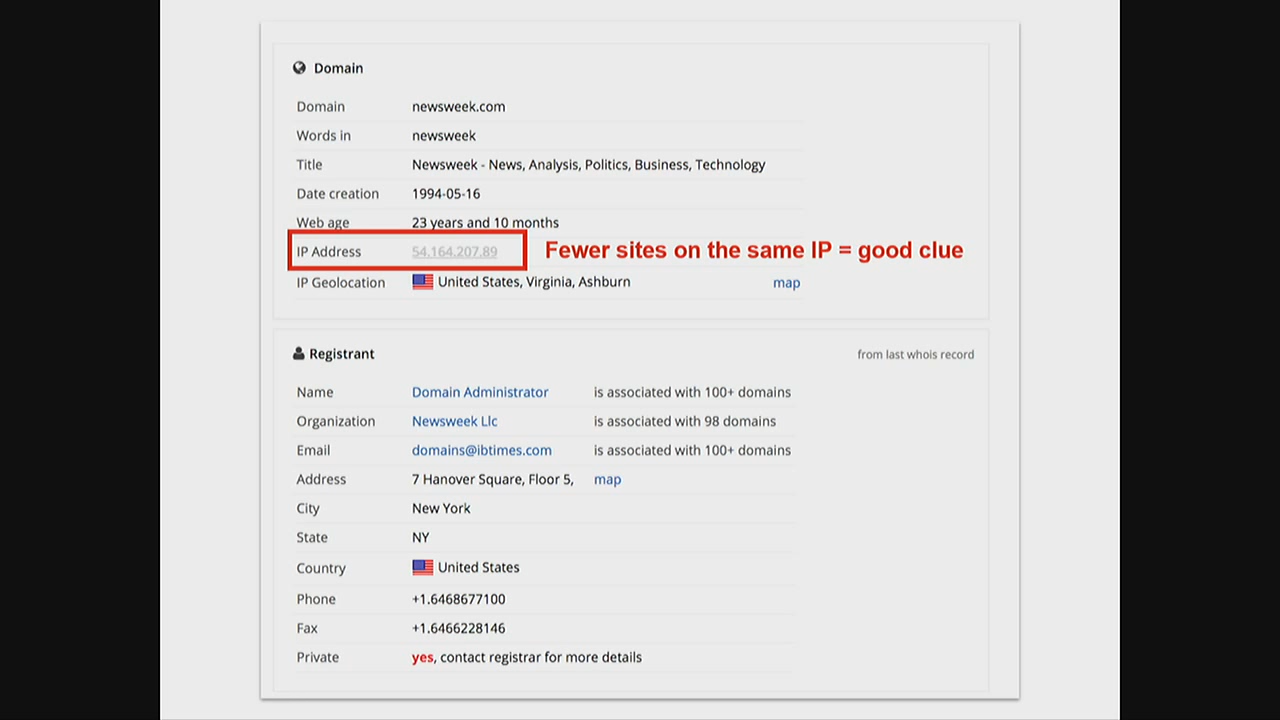 Domain
Domain newsweek.com
Words in newsweek
Title Newsweek - News, Analysis, Politics, Business, Technology
Date creation 1994-05-16
Web age 23 years and 10 months
IP Address 54.164.207.89 Fewer sites on the same IP = good clue
IP Geolocation United States, Virginia, Ashburn map
Registrant from last whois record
Name Domain Administrator is associated with 100+ domains
Organization Newsweek Llc is associated with 98 domains
Email domains@ibtimes.com is associated with 100+ domains
Address 7 Hanover Square, Floor 5, map
City New York
State NY
Country United States
Phone +1.6468677100
Fax +1.6466228146
Private yes, contact registrar for more details